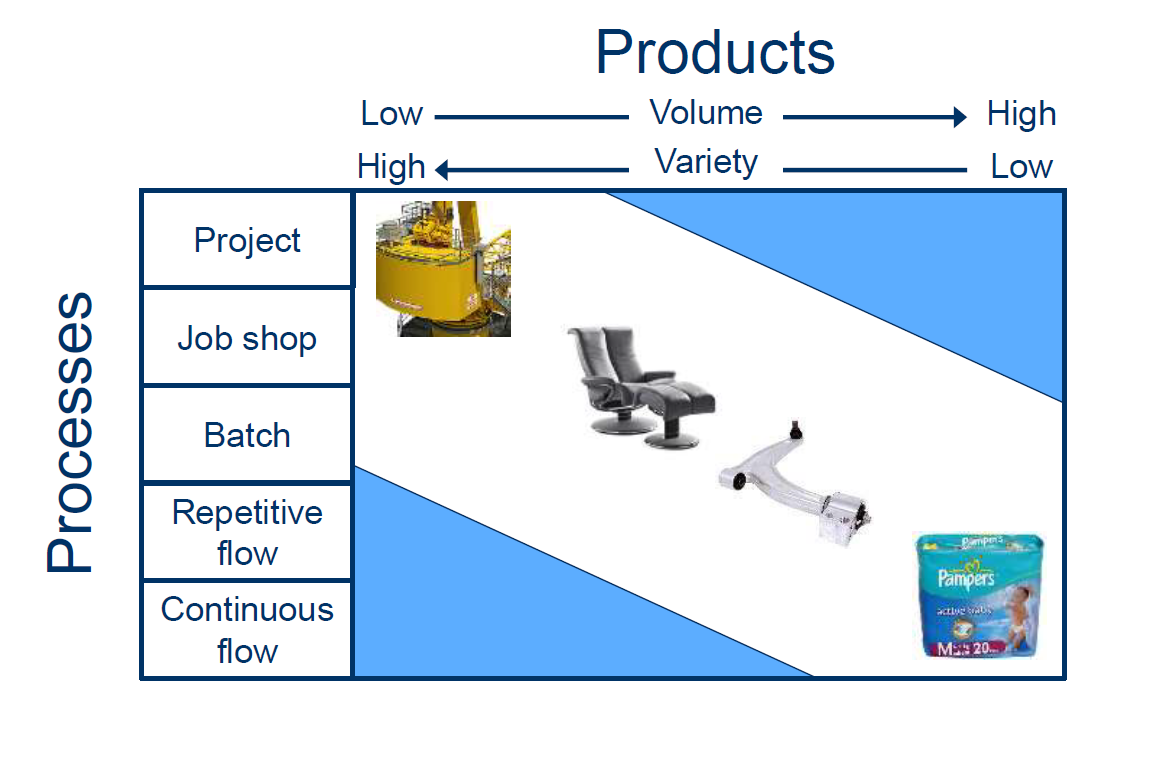 Products
Low Volume High
High Variety Low
Processes
Project
Job shop
Batch
Repetitive
flow
Continuous
flow
Pampers
Pampers
active baby